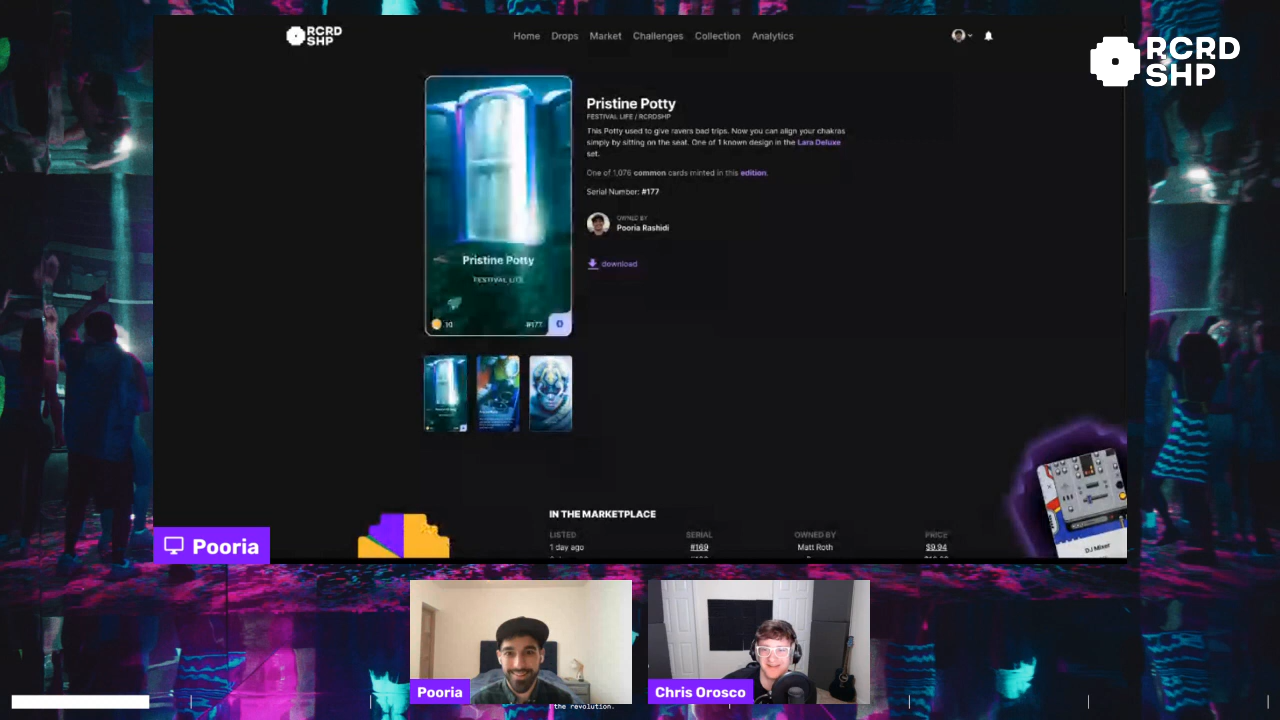 RCRD
SHP
Home Drops Market Challenges Collection Analytics
RCRD
SHP
Pristine Potty
FESTIVAL LIFE / RCRDSHP
This Potty used to give ravers bad trips. Now you can align your chakras
simply by sitting on the seat. One of 1 known design in the Lara Deluxe
set.
One of 1,076 common cards minted in this edition.
Serial Number: #177
OWNED BY
Pooria Rashidi
download
Pristine Potty
FESTIVAL LIFE
10 #177
IN THE MARKETPLACE
LISTED SERIAL OWNED BY PRICE
1 day ago #169 Matt Roth $9.94
DJ Mixer
Pooria
Pooria
Chris Orosco
the revolution.